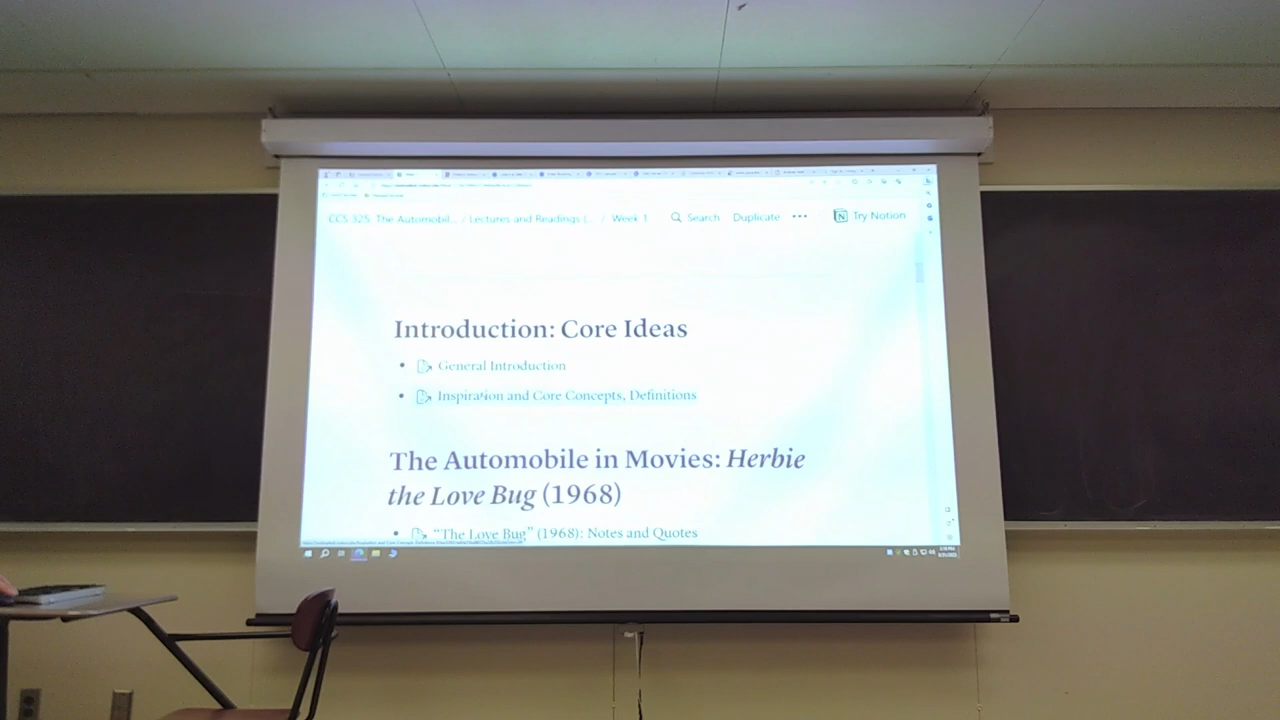 CCS 325: The Automobil... / Lectures and Readings (... / Week 1 Search Duplicate ••• Try Notion
Introduction: Core Ideas
• General Introduction
• Inspiration and Core Concepts, Definitions
The Automobile in Movies: Herbie
the Love Bug (1968)
• “The Love Bug” (1968): Notes and Quotes